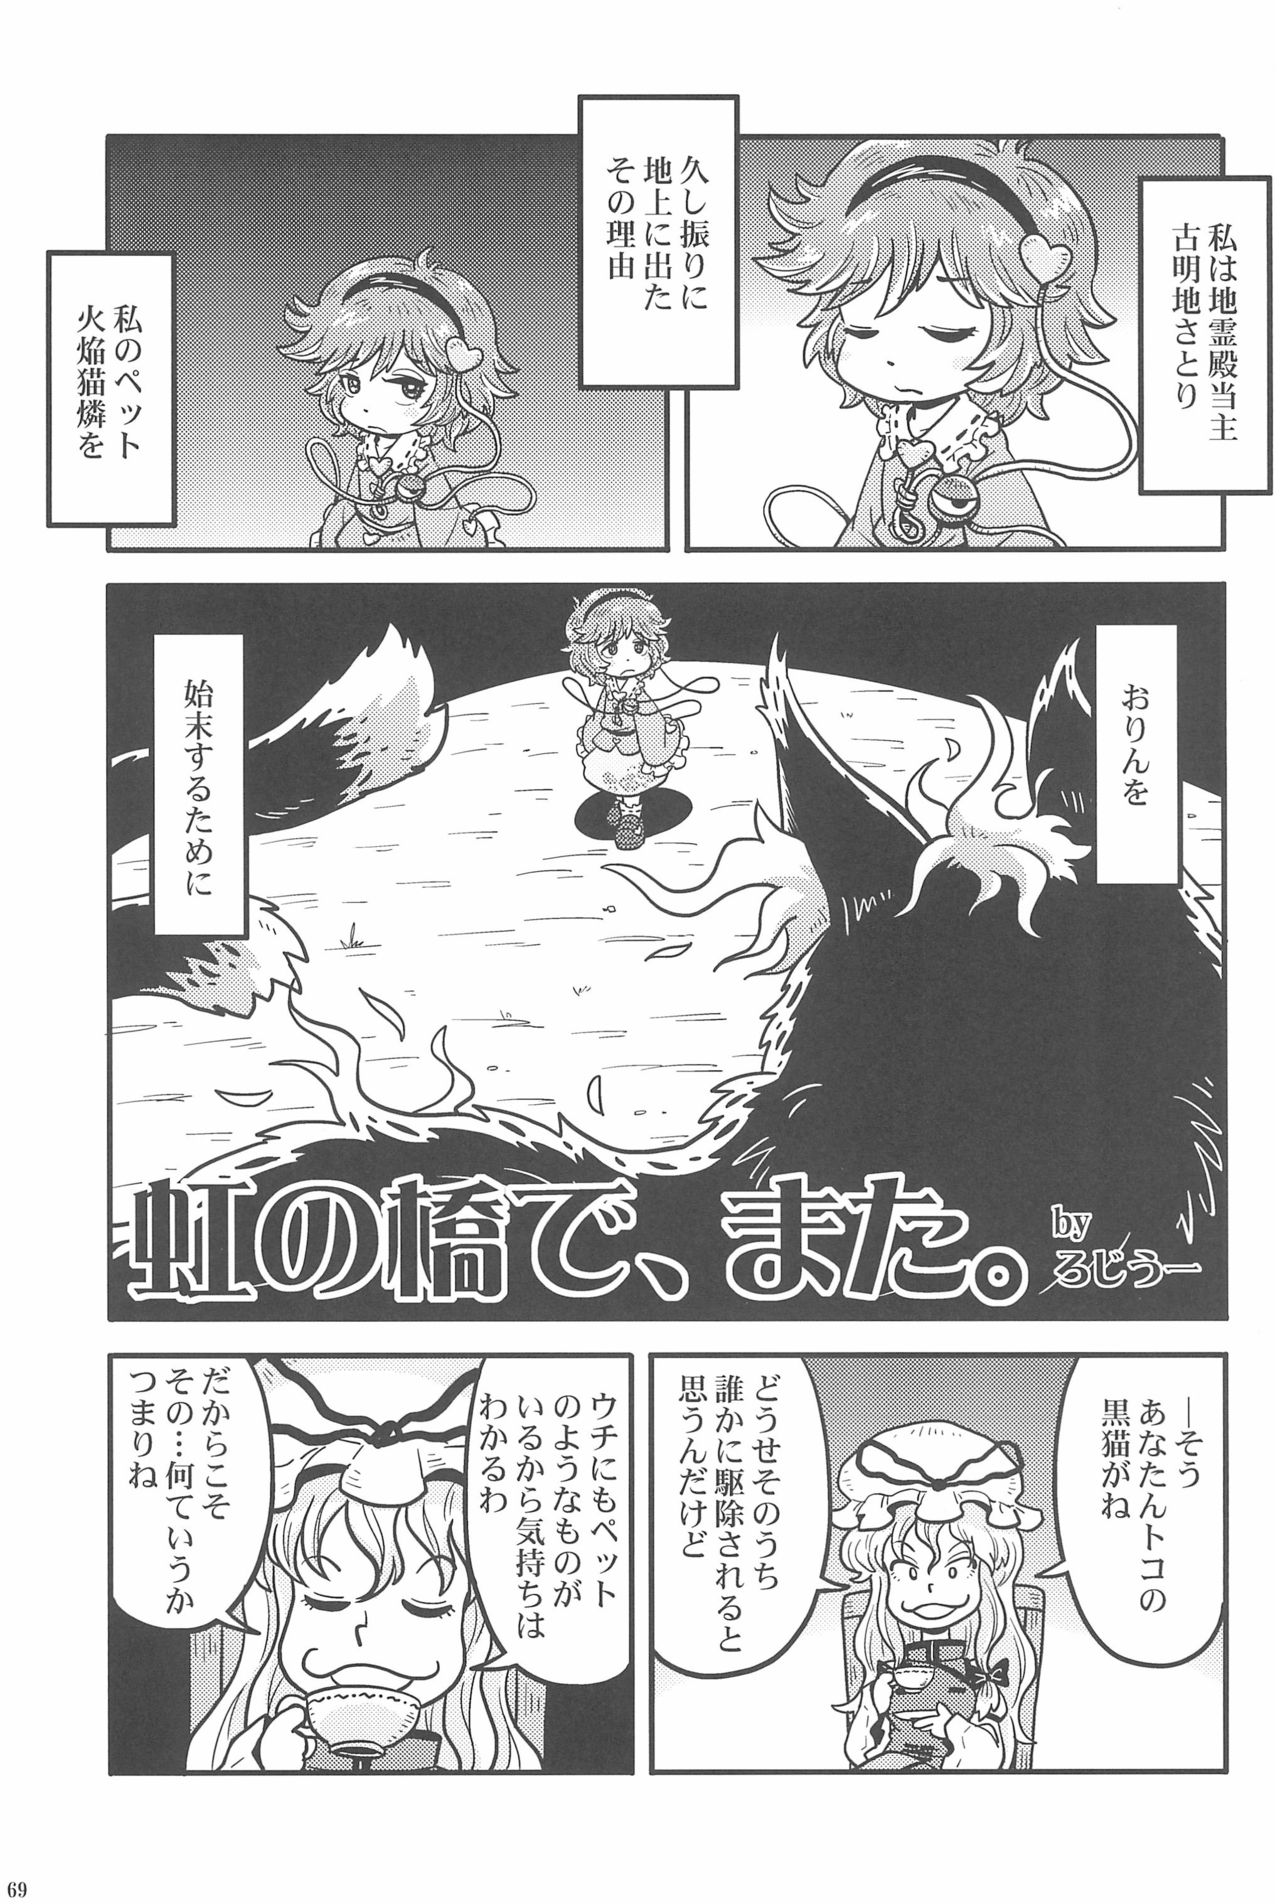 私は地霊殿当主
古明地さとり
久し振りに
地上に出た
その理由
私のペット
火焔猫燐を
おりんを
始末するために
虹の橋で、また。
by
ろじうー
―そう
あなたんトコの
黒猫がね
どうせそのうち
誰かに駆除されると
思うんだけど
ウチにもペット
のようなものが
いるから気持ちは
わかるわ
だからこそ
その…何ていうか
つまりね
69